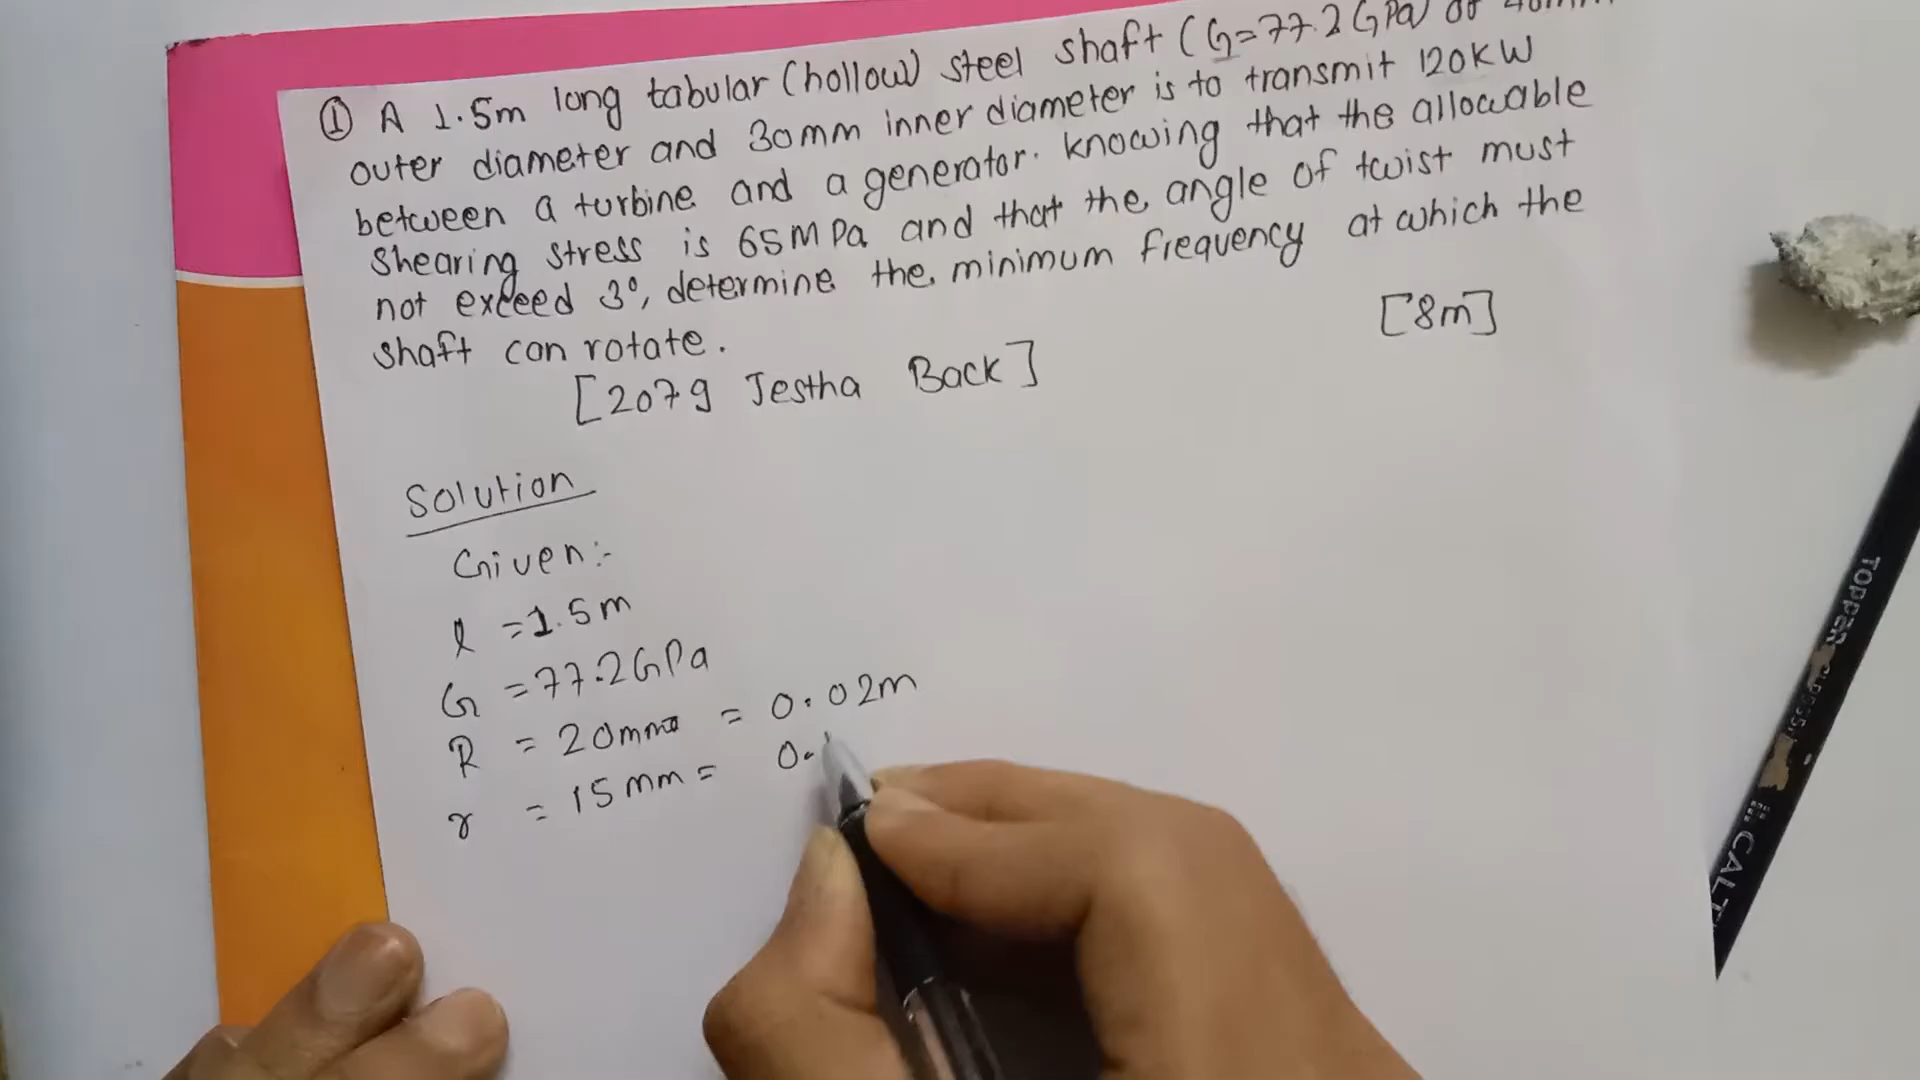 ① A 1.5m long tabular (hollow) steel shaft (G=77.2GPa) of 40mm
outer diameter and 30mm inner diameter is to transmit 120kW
between a turbine and a generator. Knowing that the allowable
shearing stress is 65MPa and that the angle of twist must
not exceed 3°, determine the minimum frequency at which the
shaft can rotate.
[8m]
[2079 Jestha Back]
Solution
Given:-
l =1.5m
G =77.2GPa
R = 20mm = 0.02m
r = 15mm = 0.
TOPPER
CALT